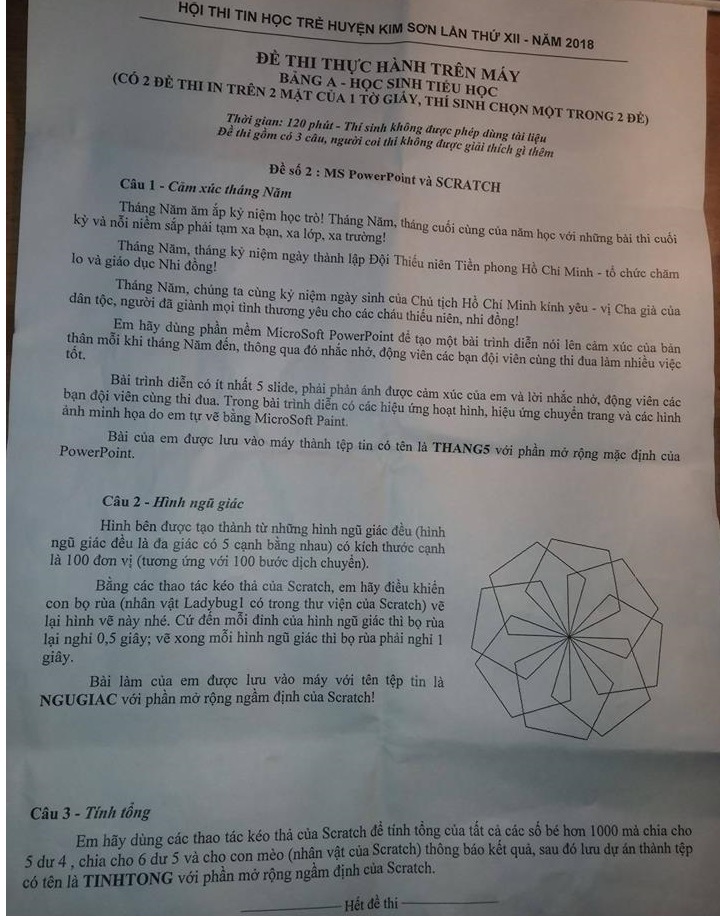 HỘI THI TIN HỌC TRẺ HUYỆN KIM SƠN LẦN THỨ XII - NĂM 2018
ĐỀ THI THỰC HÀNH TRÊN MÁY
BẢNG A - HỌC SINH TIỂU HỌC
(CÓ 2 ĐỀ THI IN TRÊN 2 MẶT CỦA 1 TỜ GIẤY, THÍ SINH CHỌN MỘT TRONG 2 ĐỀ)
Thời gian: 120 phút - Thí sinh không được phép dùng tài liệu
Đề thi gồm có 3 câu, người coi thi không được giải thích gì thêm
Đề số 2 : MS PowerPoint và SCRATCH
Câu 1 - Cảm xúc tháng Năm
Tháng Năm ăm ắp kỷ niệm học trò! Tháng Năm, tháng cuối cùng của năm học với những bài thi cuối
kỳ và nỗi niềm sắp phải tạm xa bạn, xa lớp, xa trường!
Tháng Năm, tháng kỷ niệm ngày thành lập Đội Thiếu niên Tiền phong Hồ Chí Minh - tổ chức chăm
lo và giáo dục Nhi đồng!
Tháng Năm, chúng ta cùng kỷ niệm ngày sinh của Chủ tịch Hồ Chí Minh kính yêu - vị Cha già của
dân tộc, người đã giành mọi tình thương yêu cho các cháu thiếu niên, nhi đồng!
Em hãy dùng phần mềm MicroSoft PowerPoint để tạo một bài trình diễn nói lên cảm xúc của bản
thân mỗi khi tháng Năm đến, thông qua đó nhắc nhở, động viên các bạn đội viên cùng thi đua làm nhiều việc
tốt.
Bài trình diễn có ít nhất 5 slide, phải phản ánh được cảm xúc của em và lời nhắc nhở, động viên các
bạn đội viên cùng thi đua. Trong bài trình diễn có các hiệu ứng hoạt hình, hiệu ứng chuyển trang và các hình
ảnh minh họa do em tự vẽ bằng MicroSoft Paint.
Bài của em được lưu vào máy thành tệp tin có tên là THANG5 với phần mở rộng mặc định của
PowerPoint.
Câu 2 - Hình ngũ giác
Hình bên được tạo thành từ những hình ngũ giác đều (hình
ngũ giác đều là đa giác có 5 cạnh bằng nhau) có kích thước cạnh
là 100 đơn vị (tương ứng với 100 bước dịch chuyển).
Bằng các thao tác kéo thả của Scratch, em hãy điều khiển
con bọ rùa (nhân vật Ladybug1 có trong thư viện của Scratch) vẽ
lại hình vẽ này nhé. Cứ đến mỗi đỉnh của hình ngũ giác thì bọ rùa
lại nghỉ 0,5 giây; vẽ xong mỗi hình ngũ giác thì bọ rùa phải nghỉ 1
giây.
Bài làm của em được lưu vào máy với tên tệp tin là
NGUGIAC với phần mở rộng ngầm định của Scratch!
Câu 3 - Tính tổng
Em hãy dùng các thao tác kéo thả của Scratch để tính tổng của tất cả các số bé hơn 1000 mà chia cho
5 dư 4 , chia cho 6 dư 5 và cho con mèo (nhân vật của Scratch) thông báo kết quả, sau đó lưu dự án thành tệp
có tên là TINHTONG với phần mở rộng ngầm định của Scratch.
Hết đề thi